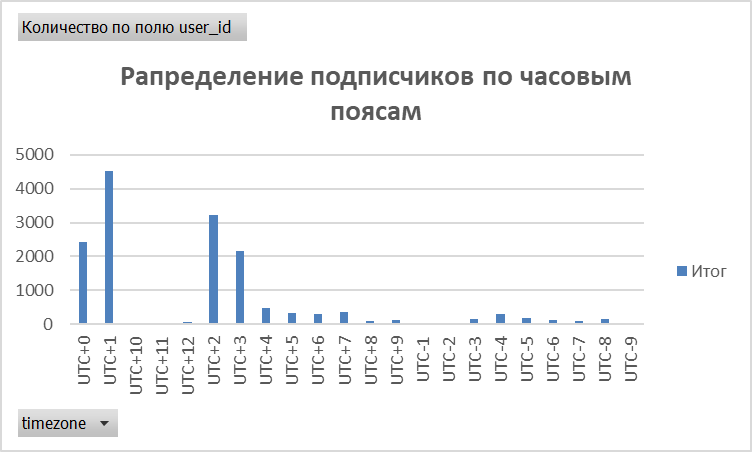 Количество по полю user_id
Рапределение подписчиков по часовым
поясам
5000
4000
3000
2000
1000
0
UTC+0
UTC+1
UTC+10
UTC+11
UTC+12
UTC+2
UTC+3
UTC+4
UTC+5
UTC+6
UTC+7
UTC+8
UTC+9
UTC-1
UTC-2
UTC-3
UTC-4
UTC-5
UTC-6
UTC-7
UTC-8
UTC-9
Итог
timezone